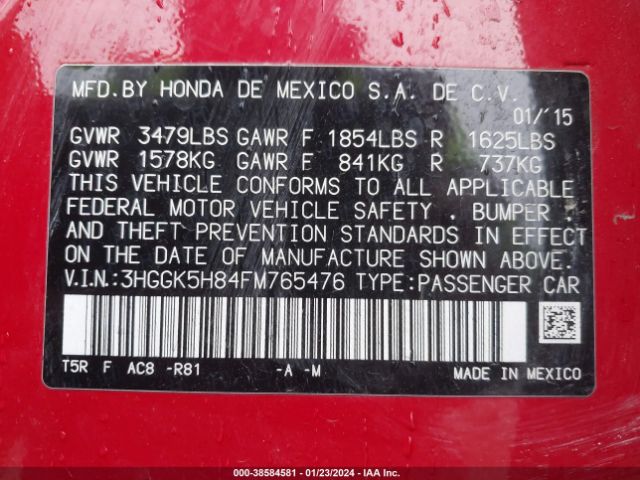 MFD.BY HONDA DE MEXICO S.A. DE C.V.
01/'15
GVWR 3479LBS GAWR F 1854LBS R 1625LBS
GVWR 1578KG GAWR F 841KG R 737KG
THIS VEHICLE CONFORMS TO ALL APPLICABLE
FEDERAL MOTOR VEHICLE SAFETY . BUMPER .
AND THEFT PREVENTION STANDARDS IN EFFECT
ON THE DATE OF MANUFACTURE SHOWN ABOVE.
V.I.N.:3HGGK5H84FM765476 TYPE:PASSENGER CAR
T5R F AC8 -R81 -A -M
MADE IN MEXICO
000-38584581 - 01/23/2024 - IAA Inc.